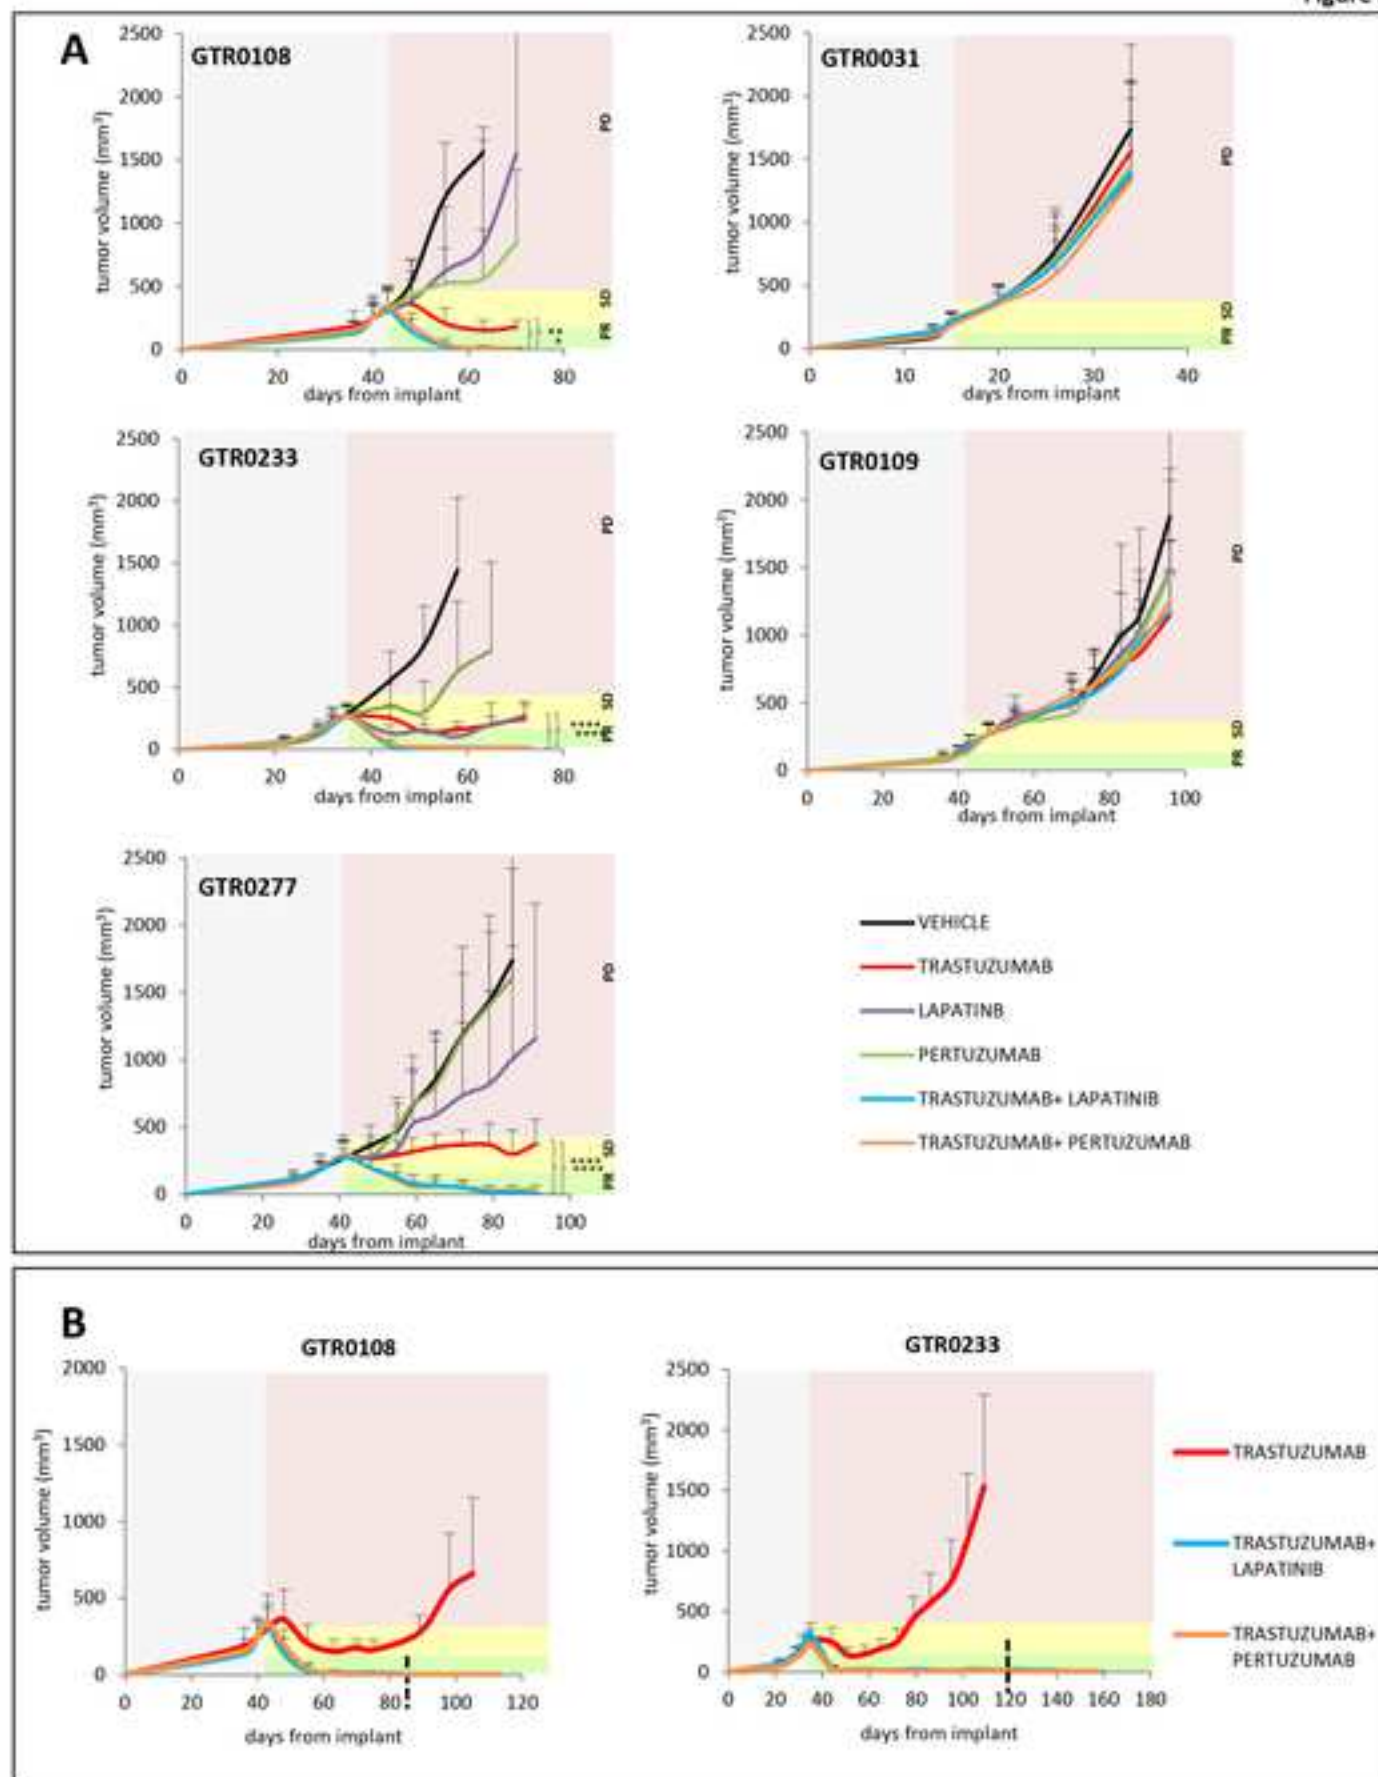 Figure
A
GTR0108
tumor volume (mm³)
2500
2000
1500
1000
500
0
0 20 40 60 80
days from implant
PD
SD
PR
**
*
GTR0031
tumor volume (mm³)
2500
2000
1500
1000
500
0
0 10 20 30 40
days from implant
PD
SD
PR
GTR0233
tumor volume (mm³)
2500
2000
1500
1000
500
0
0 20 40 60 80
days from implant
PD
SD
PR
****
****
GTR0109
tumor volume (mm³)
2500
2000
1500
1000
500
0
0 20 40 60 80 100
days from implant
PD
SD
PR
GTR0277
tumor volume (mm³)
2500
2000
1500
1000
500
0
0 20 40 60 80 100
days from implant
PD
SD
PR
****
****
VEHICLE
TRASTUZUMAB
LAPATINB
PERTUZUMAB
TRASTUZUMAB+ LAPATINIB
TRASTUZUMAB+ PERTUZUMAB
B
GTR0108
tumor volume (mm³)
2000
1500
1000
500
0
0 20 40 60 80 100 120
days from implant
GTR0233
tumor volume (mm³)
2500
2000
1500
1000
500
0
0 20 40 60 80 100 120 140 160 180
days from implant
TRASTUZUMAB
TRASTUZUMAB+
LAPATINIB
TRASTUZUMAB+
PERTUZUMAB